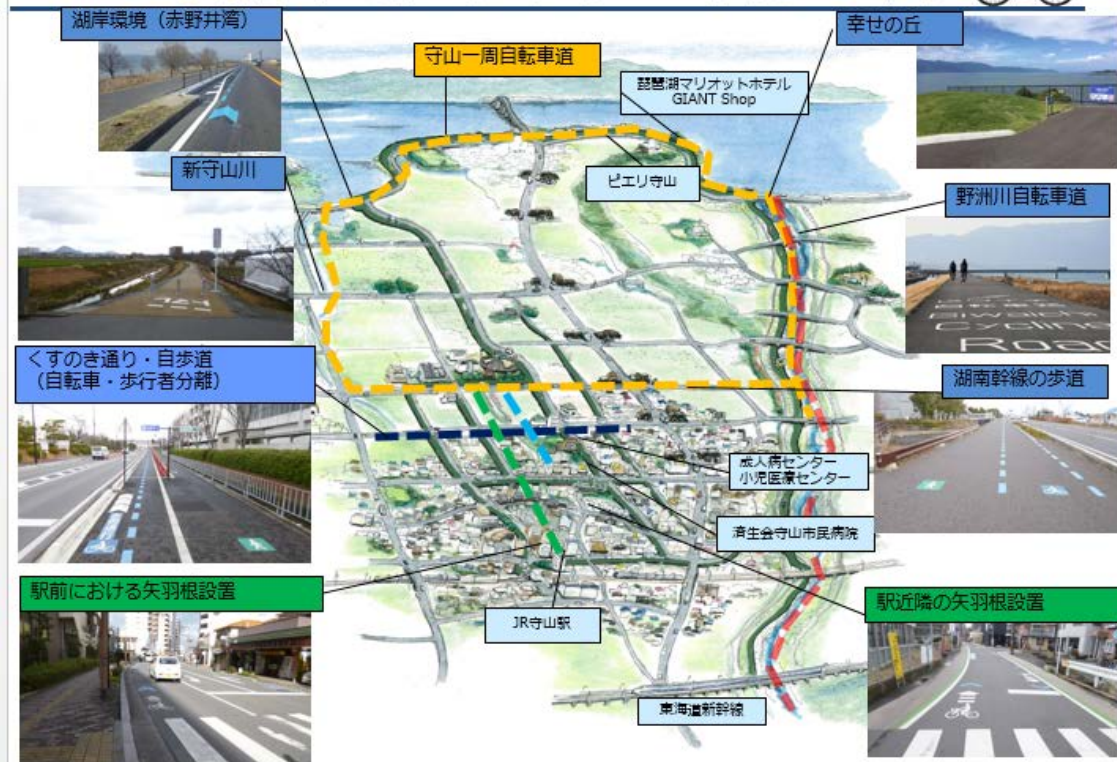 湖岸環境（赤野井湾）
守山一周自転車道
幸せの丘
琵琶湖マリオットホテル
GIANT Shop
新守山川
ピエリ守山
野洲川自転車道
Biwaichi
Cycling
Road
くすのき通り・自歩道
（自転車・歩行者分離）
湖南幹線の歩道
成人病センター
小児医療センター
済生会守山市民病院
駅前における矢羽根設置
駅近隣の矢羽根設置
JR守山駅
東海道新幹線